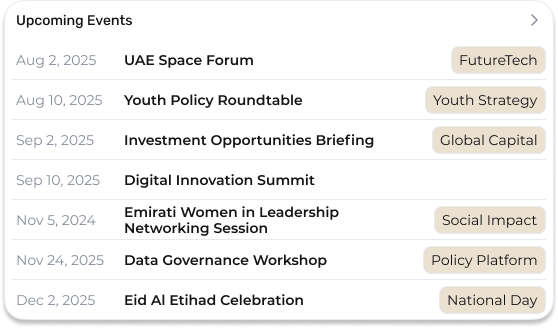 Upcoming Events
Aug 2, 2025 UAE Space Forum FutureTech
Aug 10, 2025 Youth Policy Roundtable Youth Strategy
Sep 2, 2025 Investment Opportunities Briefing Global Capital
Sep 10, 2025 Digital Innovation Summit
Nov 5, 2024 Emirati Women in Leadership
Networking Session Social Impact
Nov 24, 2025 Data Governance Workshop Policy Platform
Dec 2, 2025 Eid Al Etihad Celebration National Day